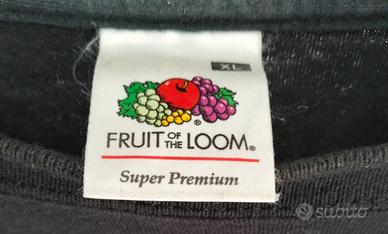 XL
®
FRUIT OF THE LOOM®
Super Premium
subito